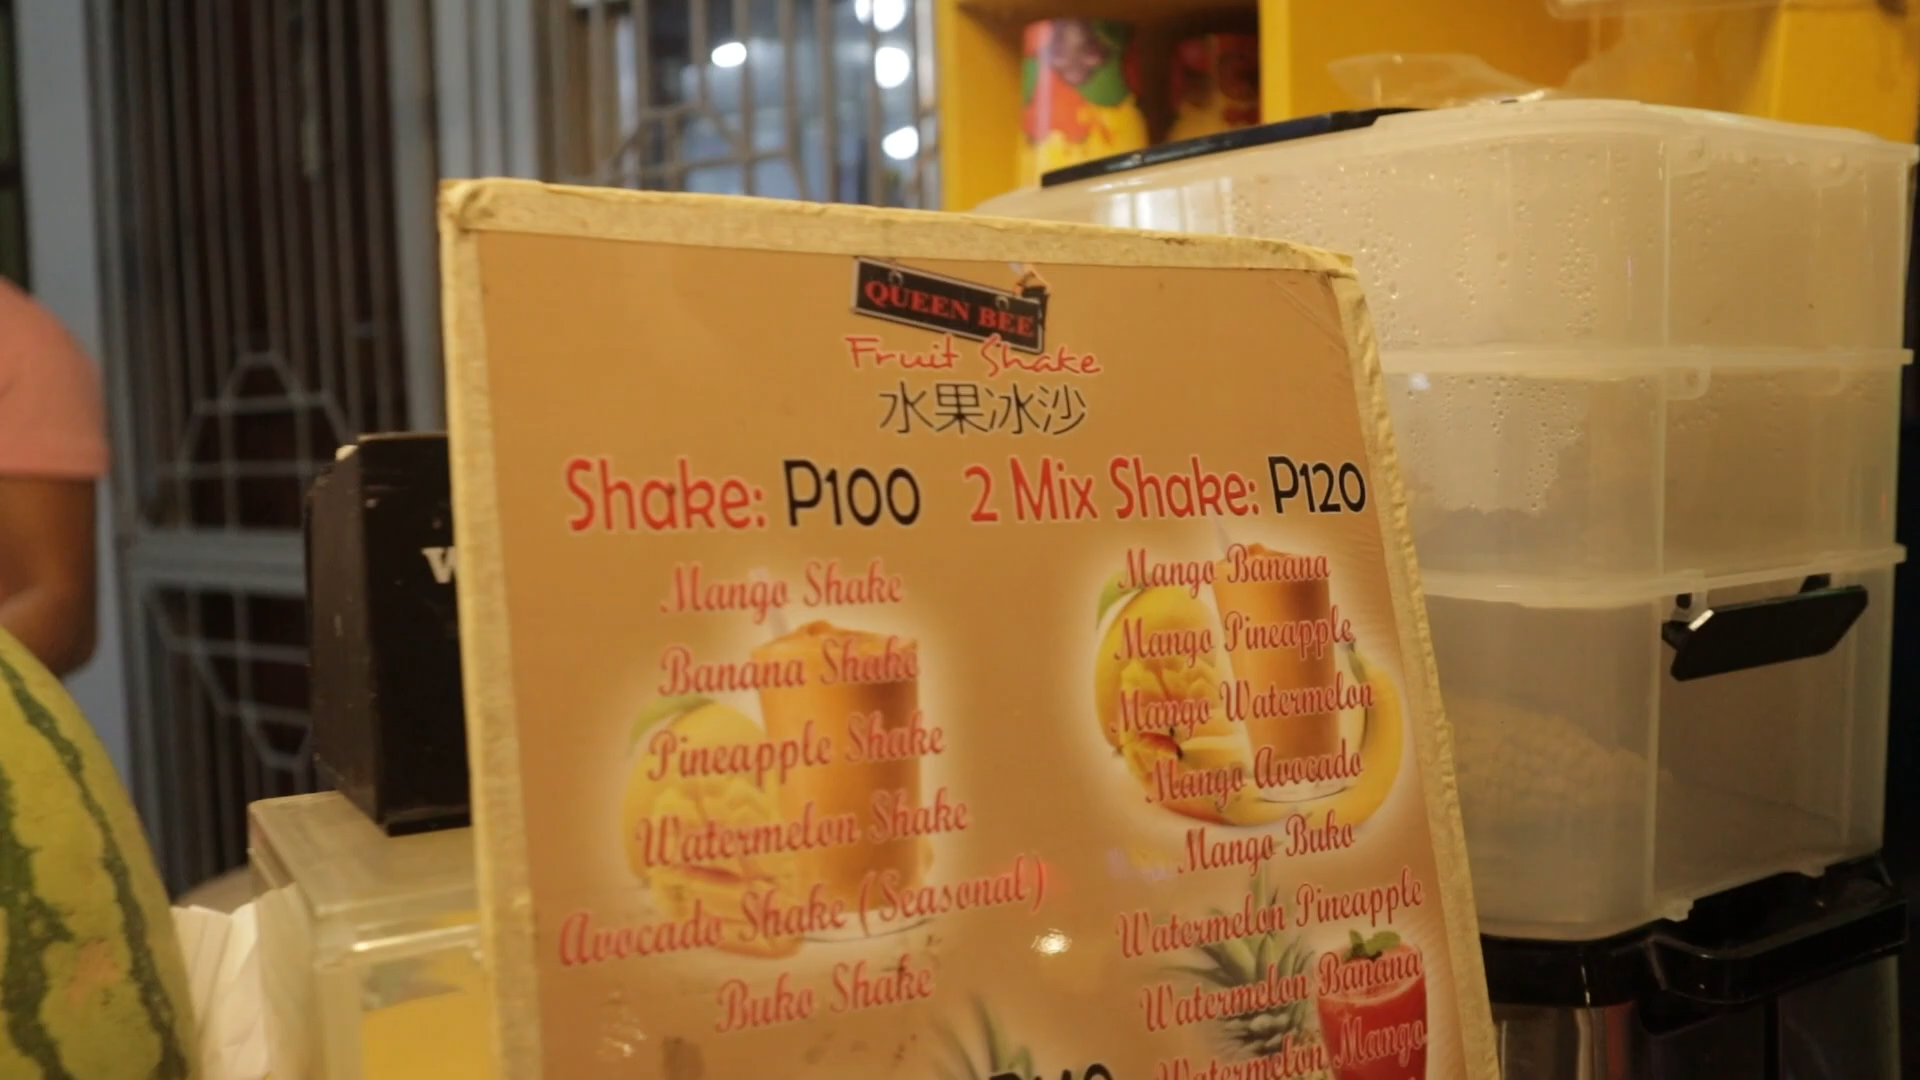 QUEEN BEE
Fruit Shake
水果冰沙
Shake: P100
Mango Shake
Banana Shake
Pineapple Shake
Watermelon Shake
Avocado Shake (Seasonal)
Buko Shake
2 Mix Shake: P120
Mango Banana
Mango Pineapple
Mango Watermelon
Mango Avocado
Mango Buko
Watermelon Pineapple
Watermelon Banana
Watermelon Mango